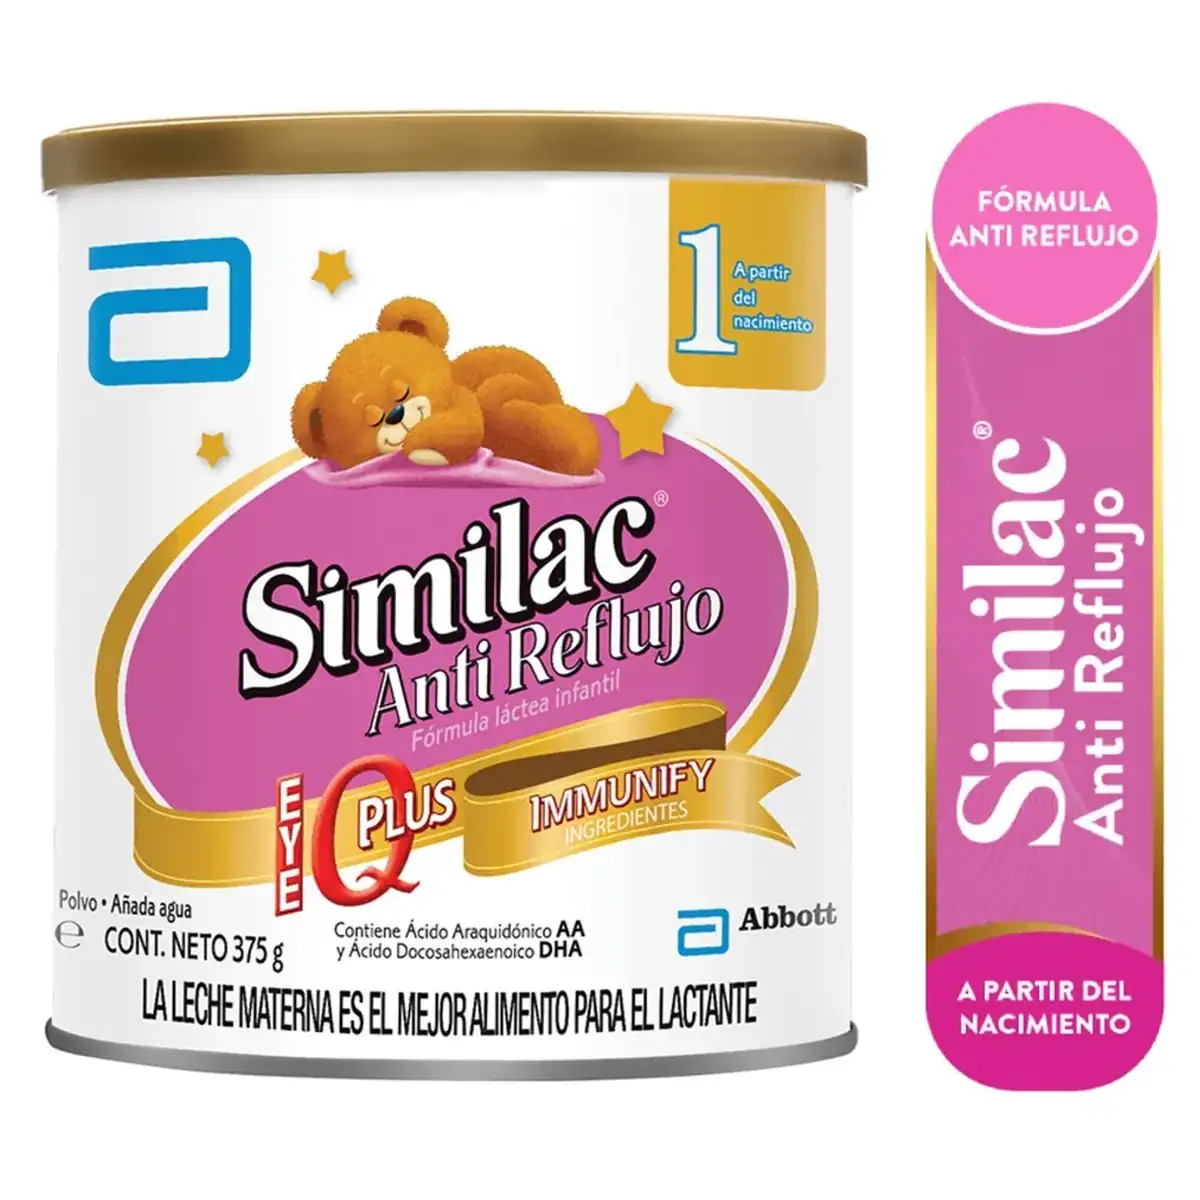 1
A partir
del
nacimiento
Similac®
Anti Reflujo
Fórmula láctea infantil
EYE
IQ PLUS
IMMUNIFY
INGREDIENTES
Polvo • Añada agua
℮ CONT. NETO 375 g
Contiene Ácido Araquidónico AA
y Ácido Docosahexaenoico DHA
Abbott
LA LECHE MATERNA ES EL MEJOR ALIMENTO PARA EL LACTANTE
FÓRMULA
ANTI REFLUJO
Similac®
Anti Reflujo
A PARTIR DEL
NACIMIENTO